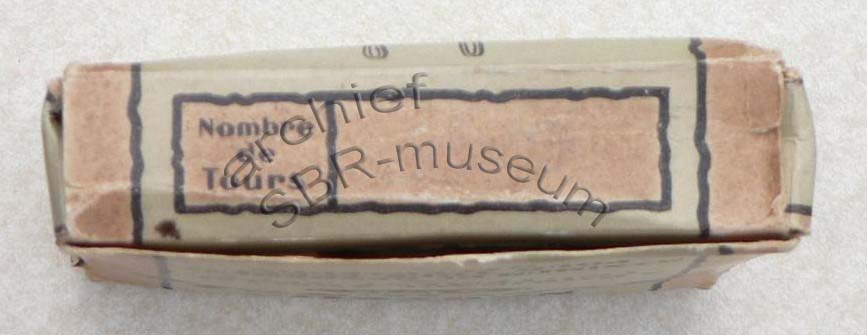 Nombre
de
Tours
archief
SBR-museum